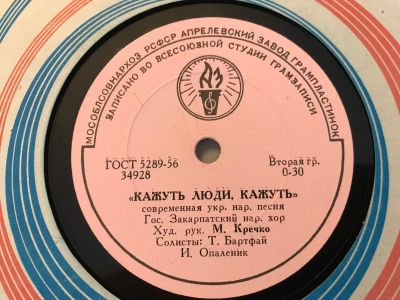 МОСОБЛСОВНАРХОЗ РСФСР АПРЕЛЕВСКИЙ ЗАВОД ГРАМПЛАСТИНОК
ЗАПИСАНО ВО ВСЕСОЮЗНОЙ СТУДИИ ГРАМЗАПИСИ
АЗ
ГОСТ 5289-56
34928
Вторая гр.
0-30
«КАЖУТЬ ЛЮДИ, КАЖУТЬ»
современная укр. нар. песня
Гос. Закарпатский нар. хор
Худ. рук. М. Кречко
Солисты: Т. Бартфай
И. Опаленик